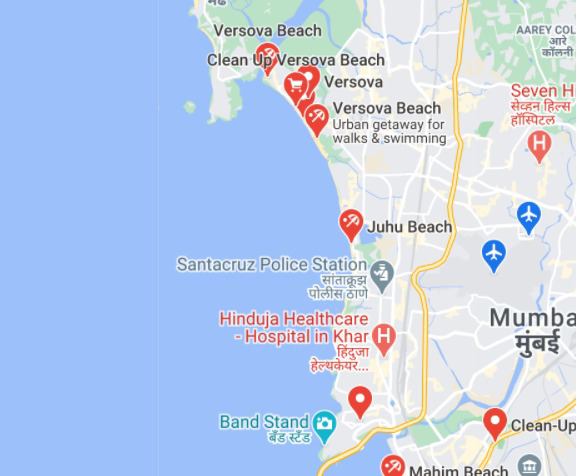 मढ
Versova Beach
AAREY COL
आरे
कॉलनी
Clean Up Versova Beach
Versova
Seven H
सेव्हन हिल्स
हॉस्पिटल
H
Versova Beach
Urban getaway for
walks & swimming
Juhu Beach
Santacruz Police Station
सांताक्रूझ
पोलीस ठाणे
Mumba
मुंबई
Hinduja Healthcare
- Hospital in Khar
H
हिंदुजा
हेल्थकेयर...
Band Stand
बँड स्टँड
Clean-Up
Mahim Beach